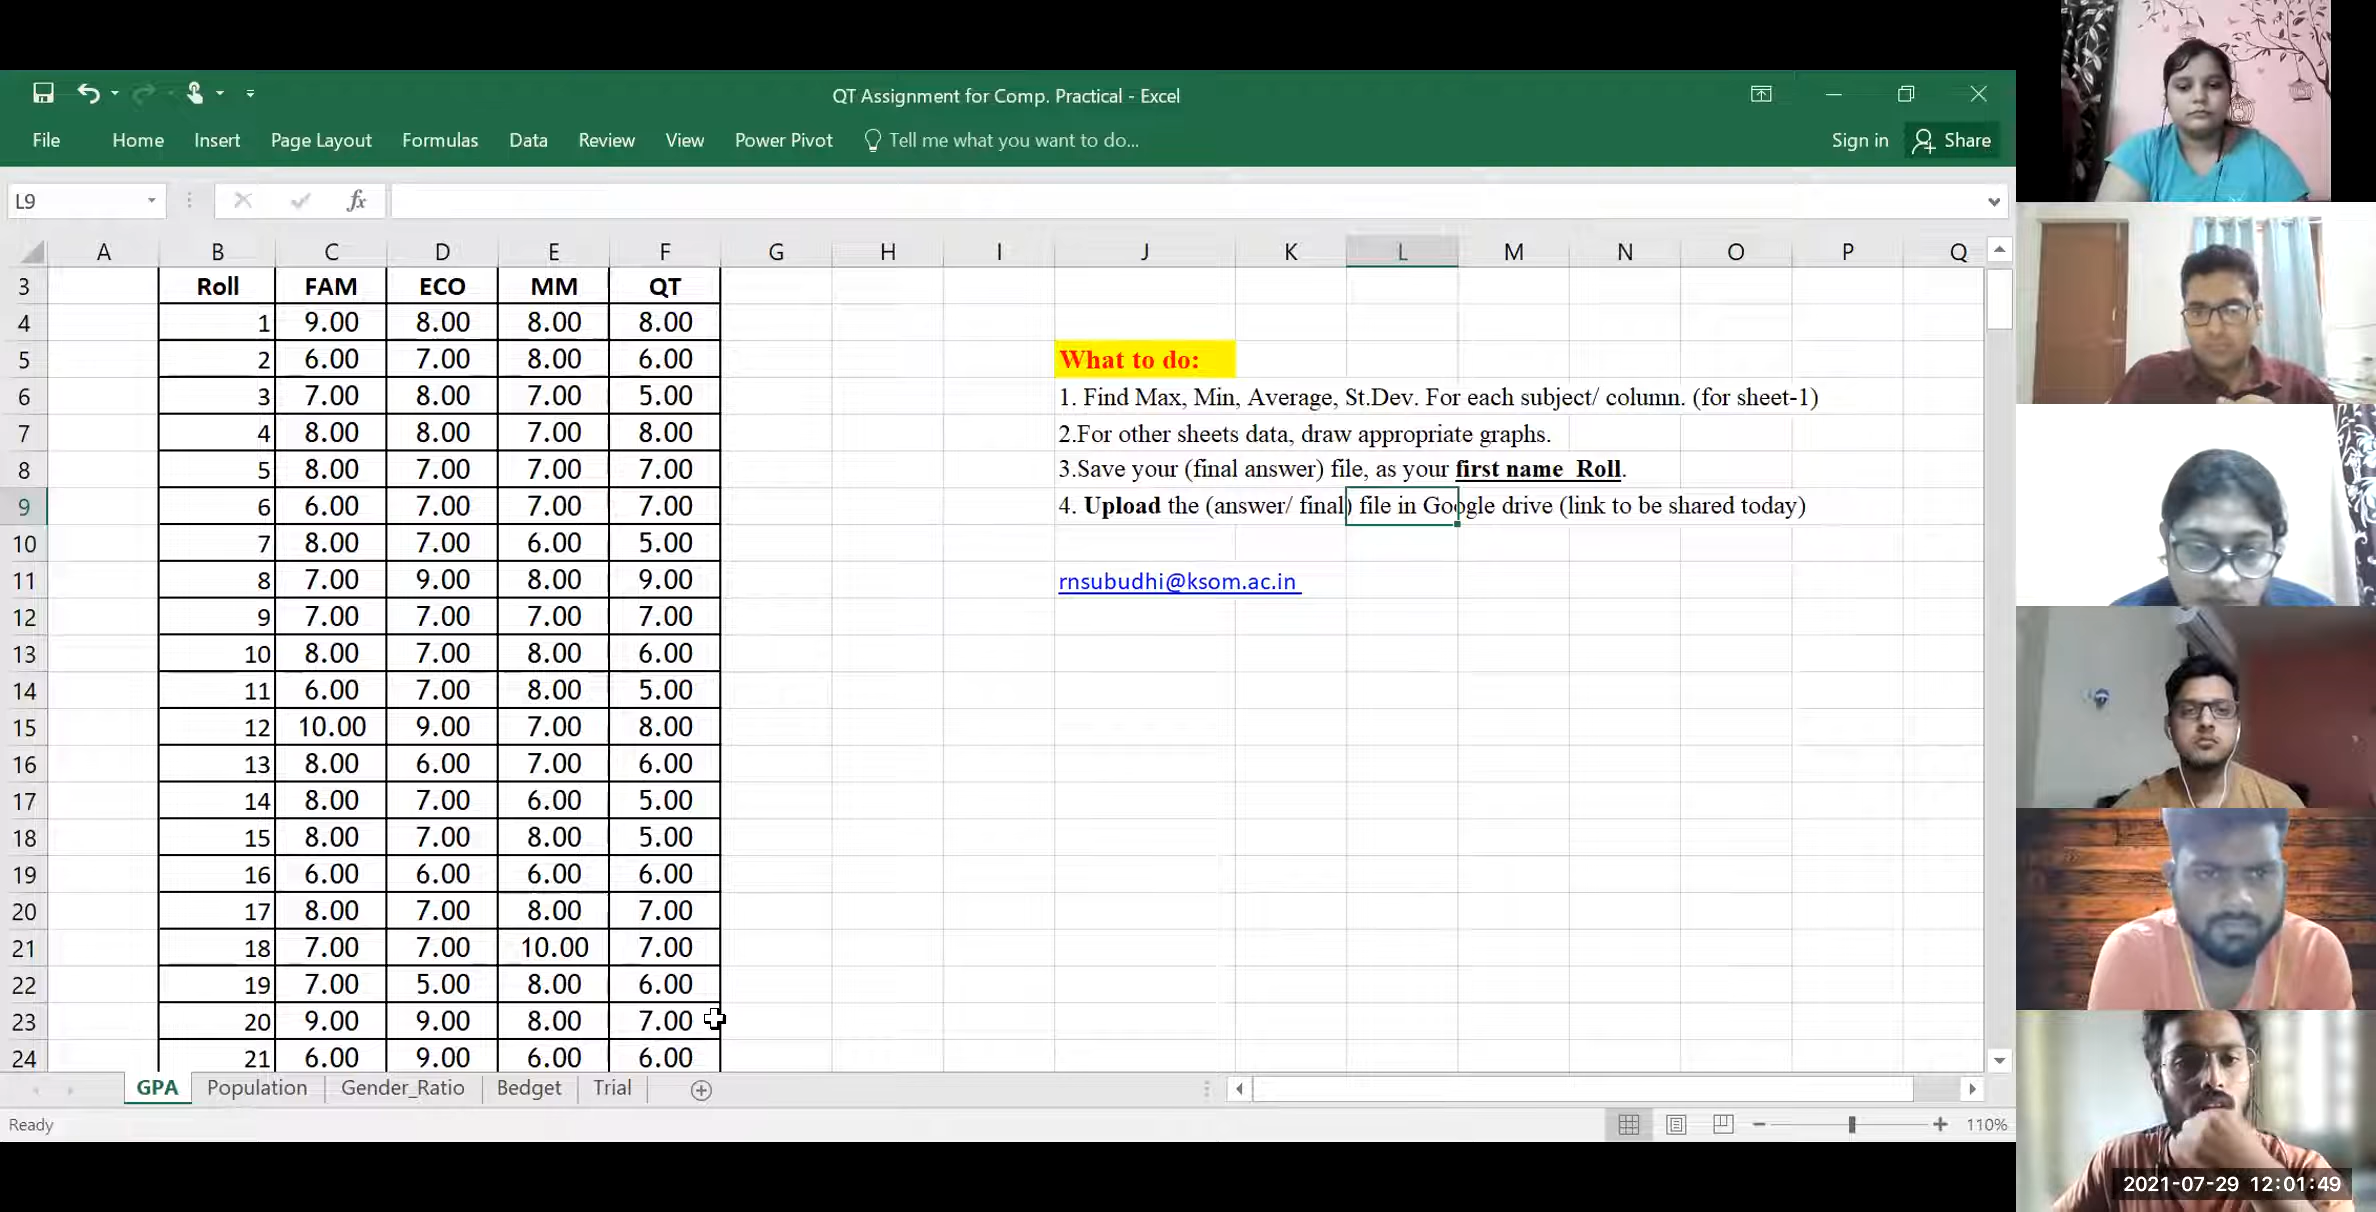 QT Assignment for Comp. Practical - Excel
File Home Insert Page Layout Formulas Data Review View Power Pivot Tell me what you want to do... Sign in Share
L9 fx
A B C D E F G H I J K L M N O P Q
3 Roll FAM ECO MM QT
4 1 9.00 8.00 8.00 8.00
5 2 6.00 7.00 8.00 6.00 What to do:
6 3 7.00 8.00 7.00 5.00 1. Find Max, Min, Average, St.Dev. For each subject/ column. (for sheet-1)
7 4 8.00 8.00 7.00 8.00 2.For other sheets data, draw appropriate graphs.
8 5 8.00 7.00 7.00 7.00 3.Save your (final answer) file, as your first name_Roll.
9 6 6.00 7.00 7.00 7.00 4. Upload the (answer/ final) file in Google drive (link to be shared today)
10 7 8.00 7.00 6.00 5.00
11 8 7.00 9.00 8.00 9.00 rnsubudhi@ksom.ac.in
12 9 7.00 7.00 7.00 7.00
13 10 8.00 7.00 8.00 6.00
14 11 6.00 7.00 8.00 5.00
15 12 10.00 9.00 7.00 8.00
16 13 8.00 6.00 7.00 6.00
17 14 8.00 7.00 6.00 5.00
18 15 8.00 7.00 8.00 5.00
19 16 6.00 6.00 6.00 6.00
20 17 8.00 7.00 8.00 7.00
21 18 7.00 7.00 10.00 7.00
22 19 7.00 5.00 8.00 6.00
23 20 9.00 9.00 8.00 7.00
24 21 6.00 9.00 6.00 6.00
GPA Population Gender_Ratio Bedget Trial
Ready 110%
2021-07-29 12:01:49